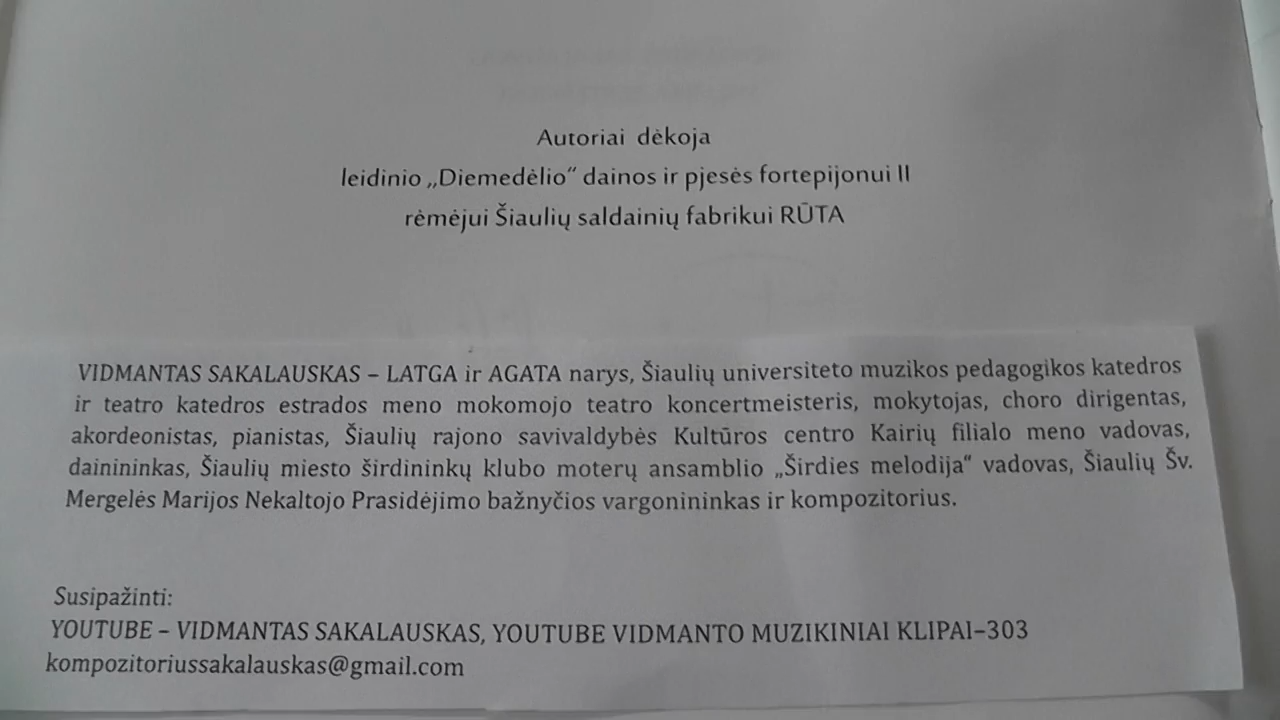 Autoriai dėkoja
leidinio „Diemedėlio“ dainos ir pjesės fortepijonui II
rėmėjui Šiaulių saldainių fabrikui RŪTA
VIDMANTAS SAKALAUSKAS – LATGA ir AGATA narys, Šiaulių universiteto muzikos pedagogikos katedros
ir teatro katedros estrados meno mokomojo teatro koncertmeisteris, mokytojas, choro dirigentas,
akordeonistas, pianistas, Šiaulių rajono savivaldybės Kultūros centro Kairių filialo meno vadovas,
dainininkas, Šiaulių miesto širdininkų klubo moterų ansamblio „Širdies melodija“ vadovas, Šiaulių Šv.
Mergelės Marijos Nekaltojo Prasidėjimo bažnyčios vargonininkas ir kompozitorius.
Susipažinti:
YOUTUBE – VIDMANTAS SAKALAUSKAS, YOUTUBE VIDMANTO MUZIKINIAI KLIPAI–303
kompozitoriussakalauskas@gmail.com